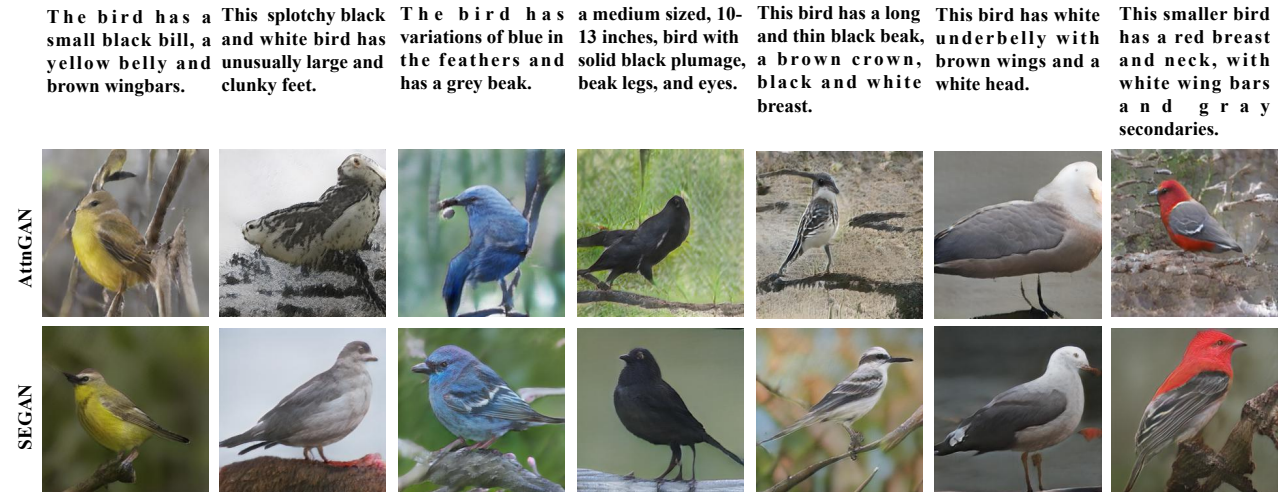 The bird has a
small black bill, a
yellow belly and
brown wingbars.
This splotchy black
and white bird has
unusually large and
clunky feet.
The bird has
variations of blue in
the feathers and
has a grey beak.
a medium sized, 10-
13 inches, bird with
solid black plumage,
beak legs, and eyes.
This bird has a long
and thin black beak,
a brown crown,
black and white
breast.
This bird has white
underbelly with
brown wings and a
white head.
This smaller bird
has a red breast
and neck, with
white wing bars
and gray
secondaries.
AttnGAN
SEGAN